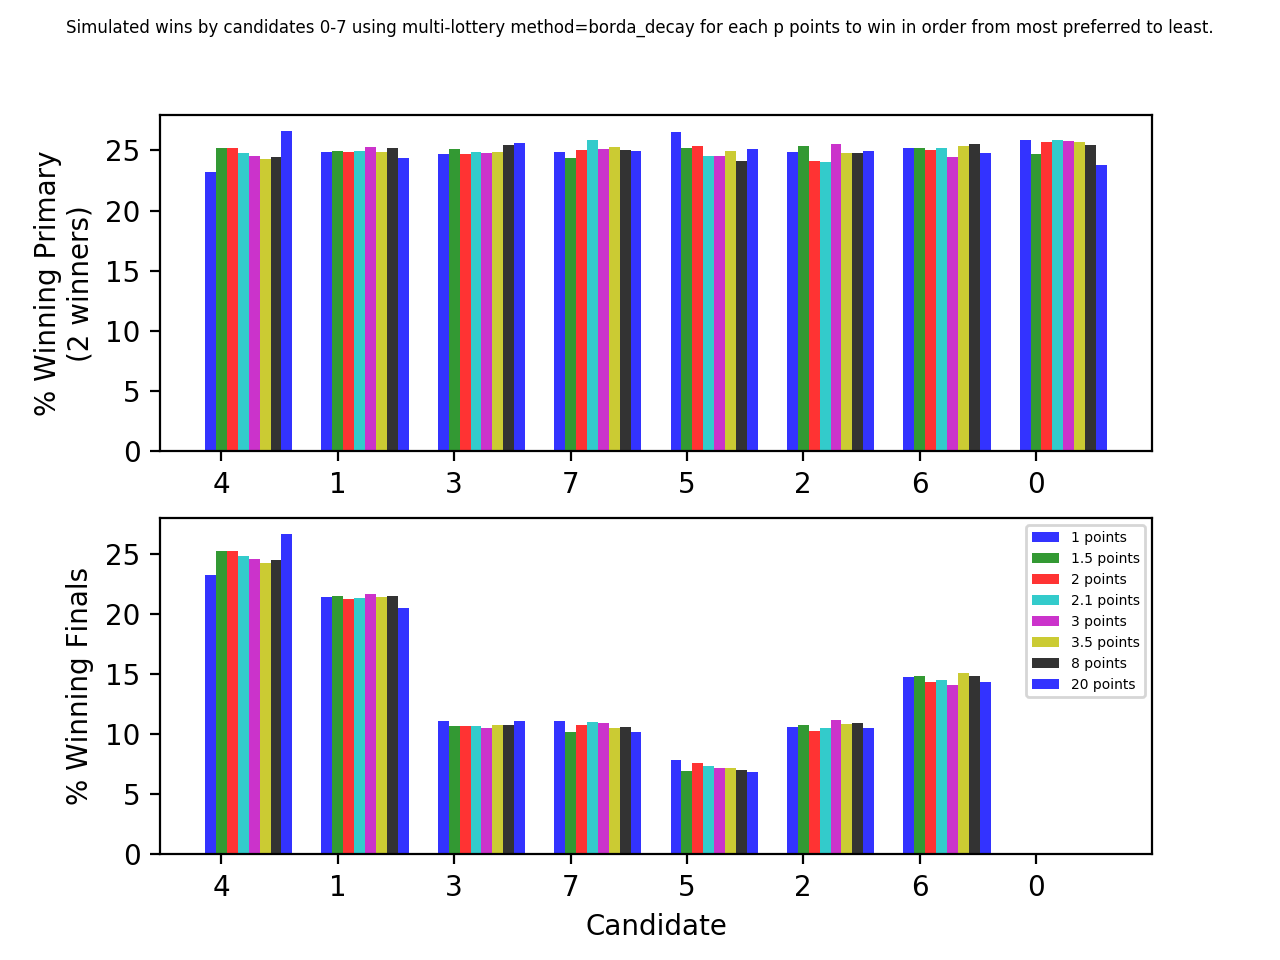 Simulated wins by candidates 0-7 using multi-lottery method=borda_decay for each p points to win in order from most preferred to least.
% Winning Primary
(2 winners)
25
20
15
10
5
0
4 1 3 7 5 2 6 0
% Winning Finals
25
20
15
10
5
0
1 points
1.5 points
2 points
2.1 points
3 points
3.5 points
8 points
20 points
4 1 3 7 5 2 6 0
Candidate